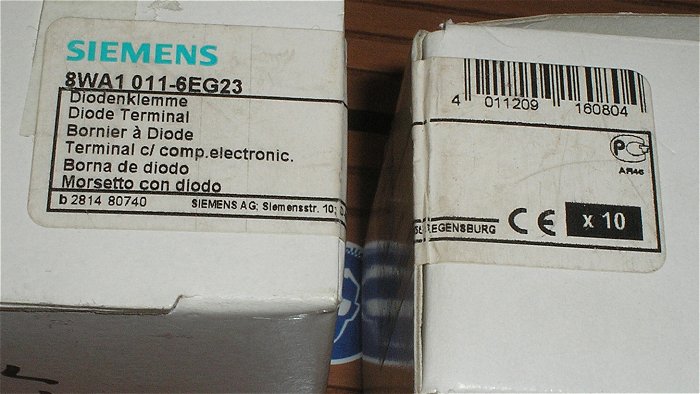 SIEMENS
8WA1 011-6EG23
Diodenklemme
Diode Terminal
Bornier à Diode
Terminal c/ comp.electronic.
Borna de diodo
Morsetto con diodo
b 2814 80740
SIEMENS AG; Siemensstr. 10
4 011209 160804
PC
AR46
REGENSBURG
CE
x 10